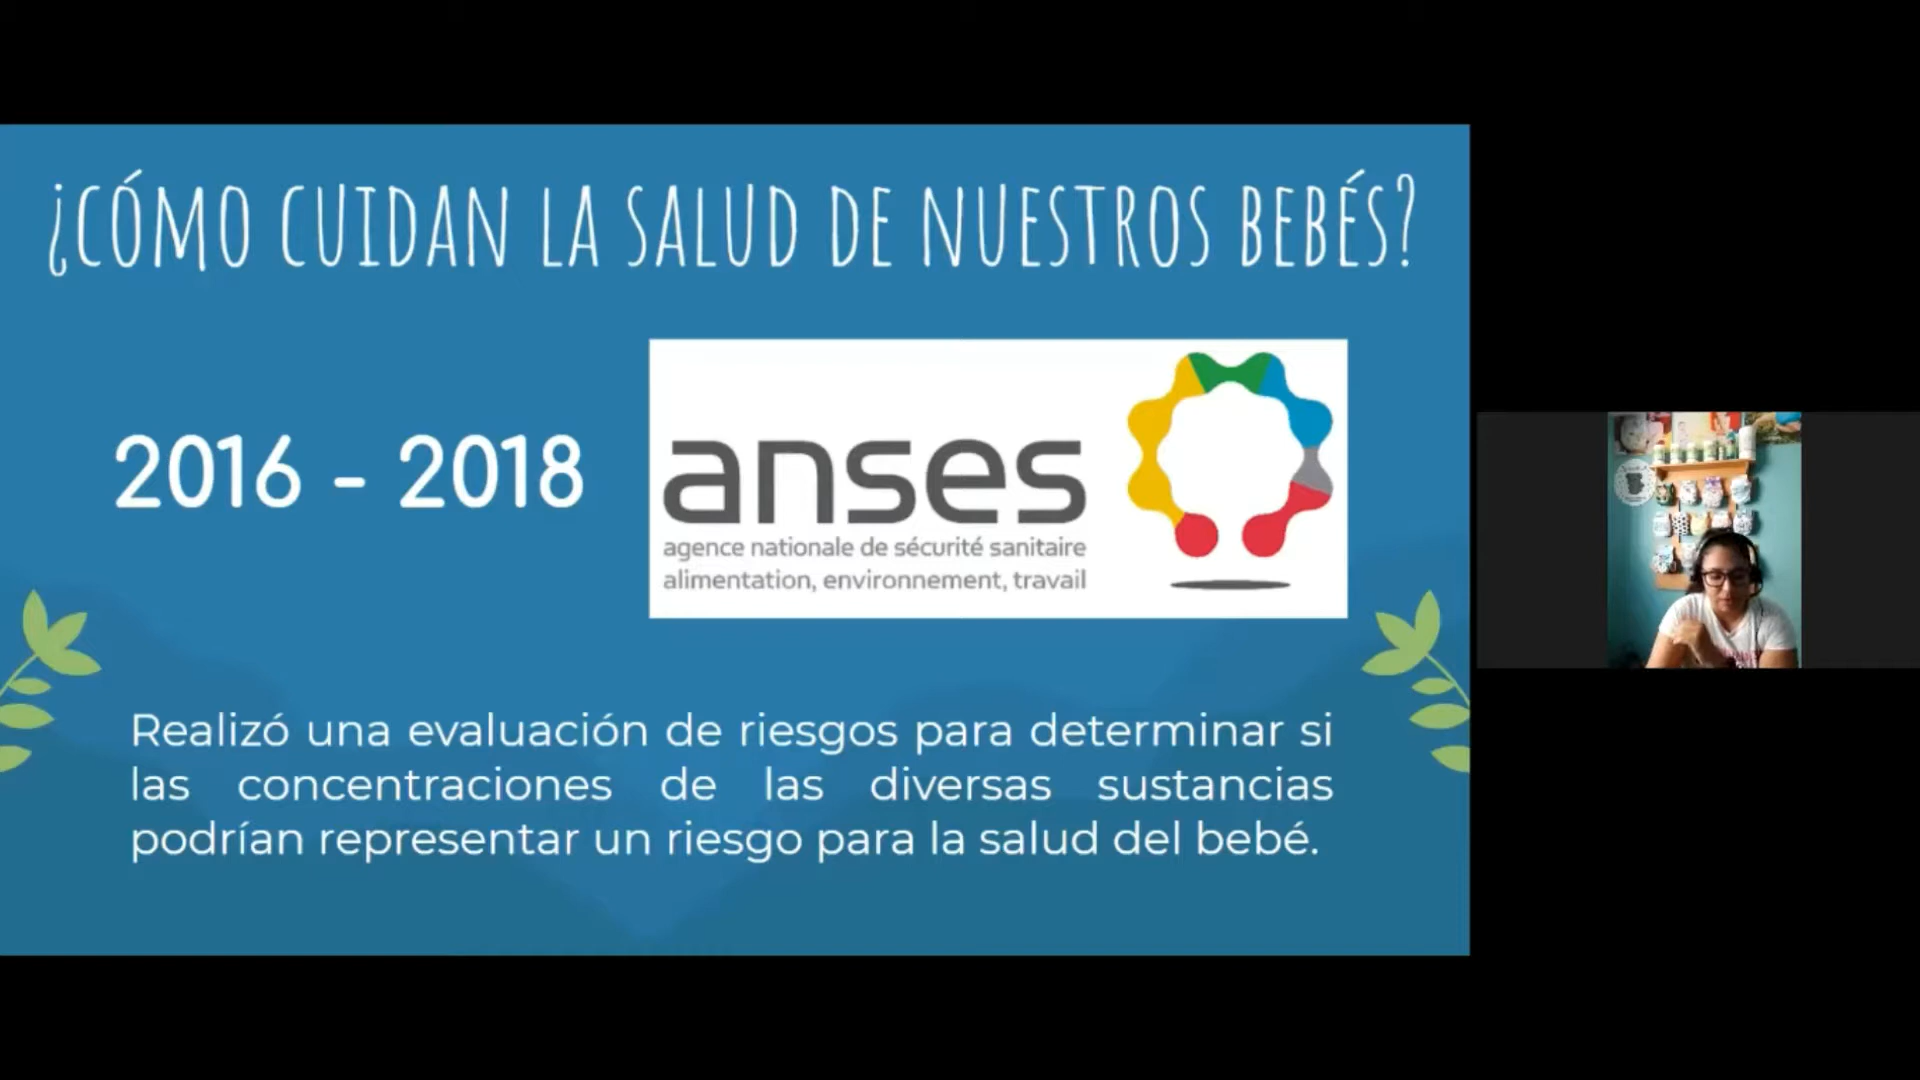 ¿CÓMO CUIDAN LA SALUD DE NUESTROS BEBÉS?
2016 - 2018
anses
agence nationale de sécurité sanitaire
alimentation, environnement, travail
Realizó una evaluación de riesgos para determinar si
las concentraciones de las diversas sustancias
podrían representar un riesgo para la salud del bebé.